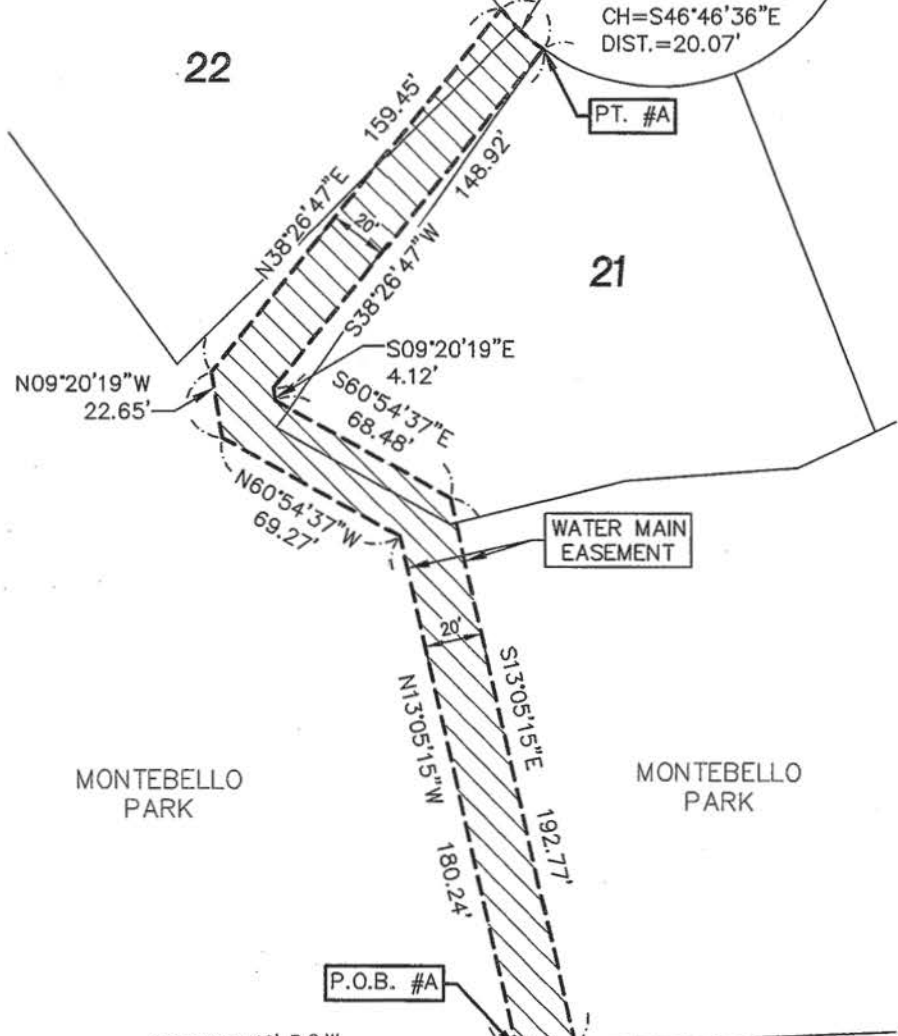 CH=S46°46'36"E
DIST.=20.07'
22
159.45'
PT. #A
148.92'
N38°26'47"E
20'
S38°26'47"W
21
S09°20'19"E
4.12'
N09°20'19"W
22.65'
S60°54'37"E
68.48'
N60°54'37"W
69.27'
WATER MAIN
EASEMENT
20'
S13°05'15"E
N13°05'15"W
MONTEBELLO
PARK
MONTEBELLO
PARK
192.77'
180.24'
P.O.B. #A